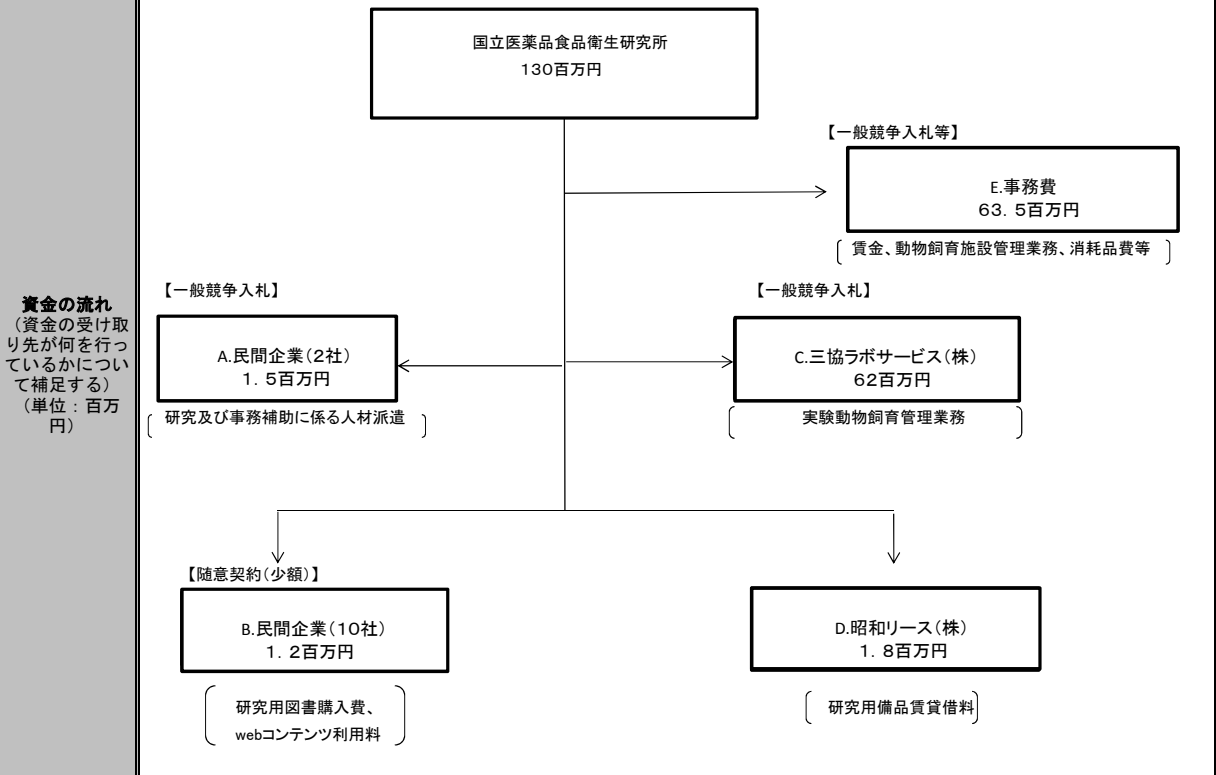 資金の流れ
（資金の受け取
り先が何を行っ
ているかについ
て補足する）
（単位：百万
円）
国立医薬品食品衛生研究所
130百万円
【一般競争入札等】
E.事務費
63．5百万円
賃金、動物飼育施設管理業務、消耗品費等
【一般競争入札】
A.民間企業（2社）
1．5百万円
研究及び事務補助に係る人材派遣
【一般競争入札】
C.三協ラボサービス（株）
62百万円
実験動物飼育管理業務
【随意契約（少額）】
B.民間企業（10社）
1．2百万円
研究用図書購入費、
webコンテンツ利用料
D.昭和リース（株）
1．8百万円
研究用備品賃貸借料